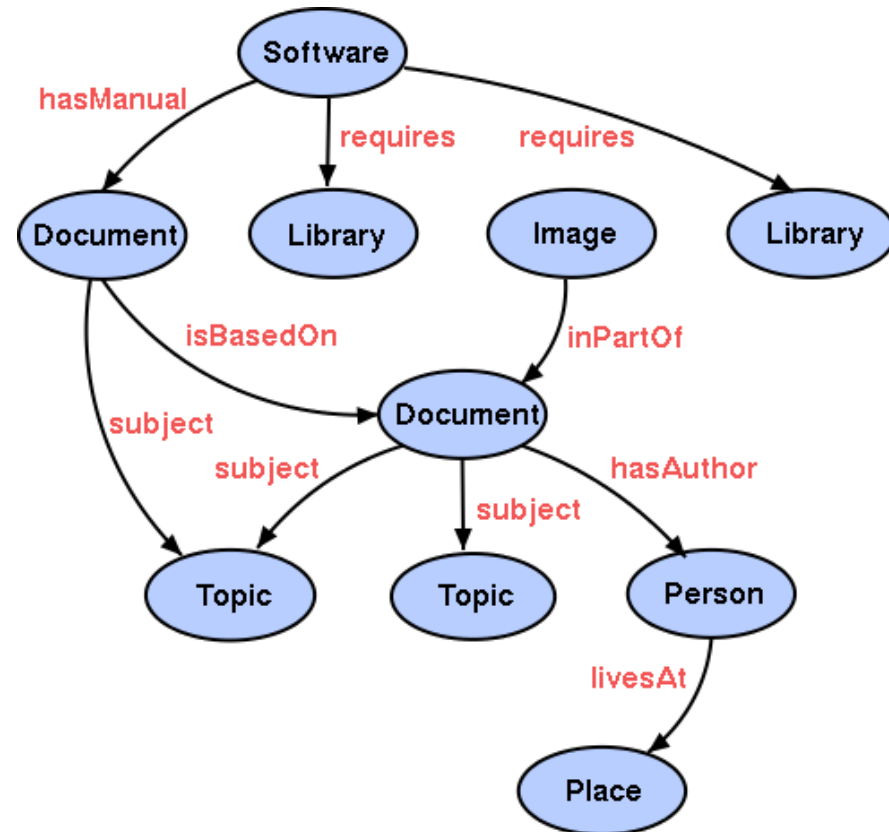 Software
hasManual
requires
requires
Document
Library
Image
Library
isBasedOn
inPartOf
Document
subject
subject
hasAuthor
subject
Topic
Topic
Person
livesAt
Place